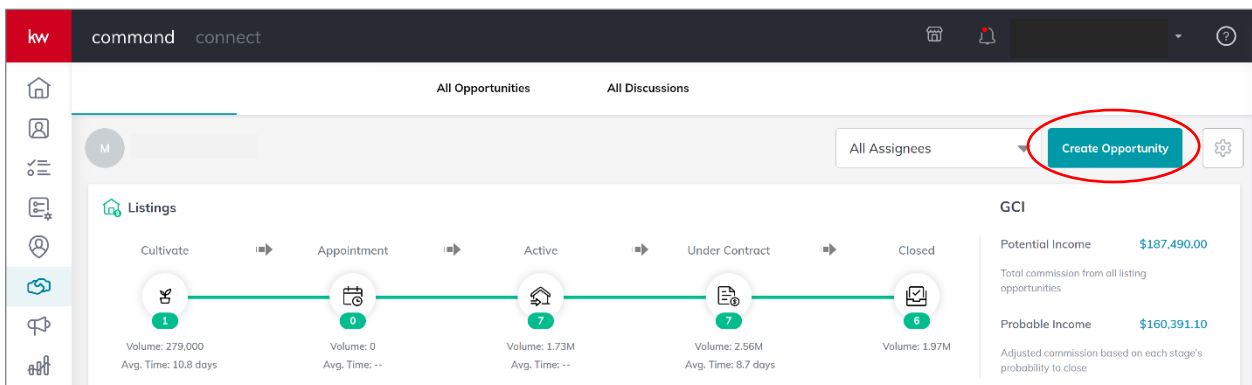 kw command connect ?
All Opportunities All Discussions
M All Assignees Create Opportunity
Listings GCI
Cultivate Appointment Active Under Contract Closed
Potential Income $187,490.00
Total commission from all listing
opportunities
1 0 7 7 6
Probable Income $160,391.10
Volume: 279,000 Volume: 0 Volume: 1.73M Volume: 2.56M Volume: 1.97M
Avg. Time: 10.8 days Avg. Time: -- Avg. Time: -- Avg. Time: 8.7 days
Adjusted commission based on each stage's
probability to close